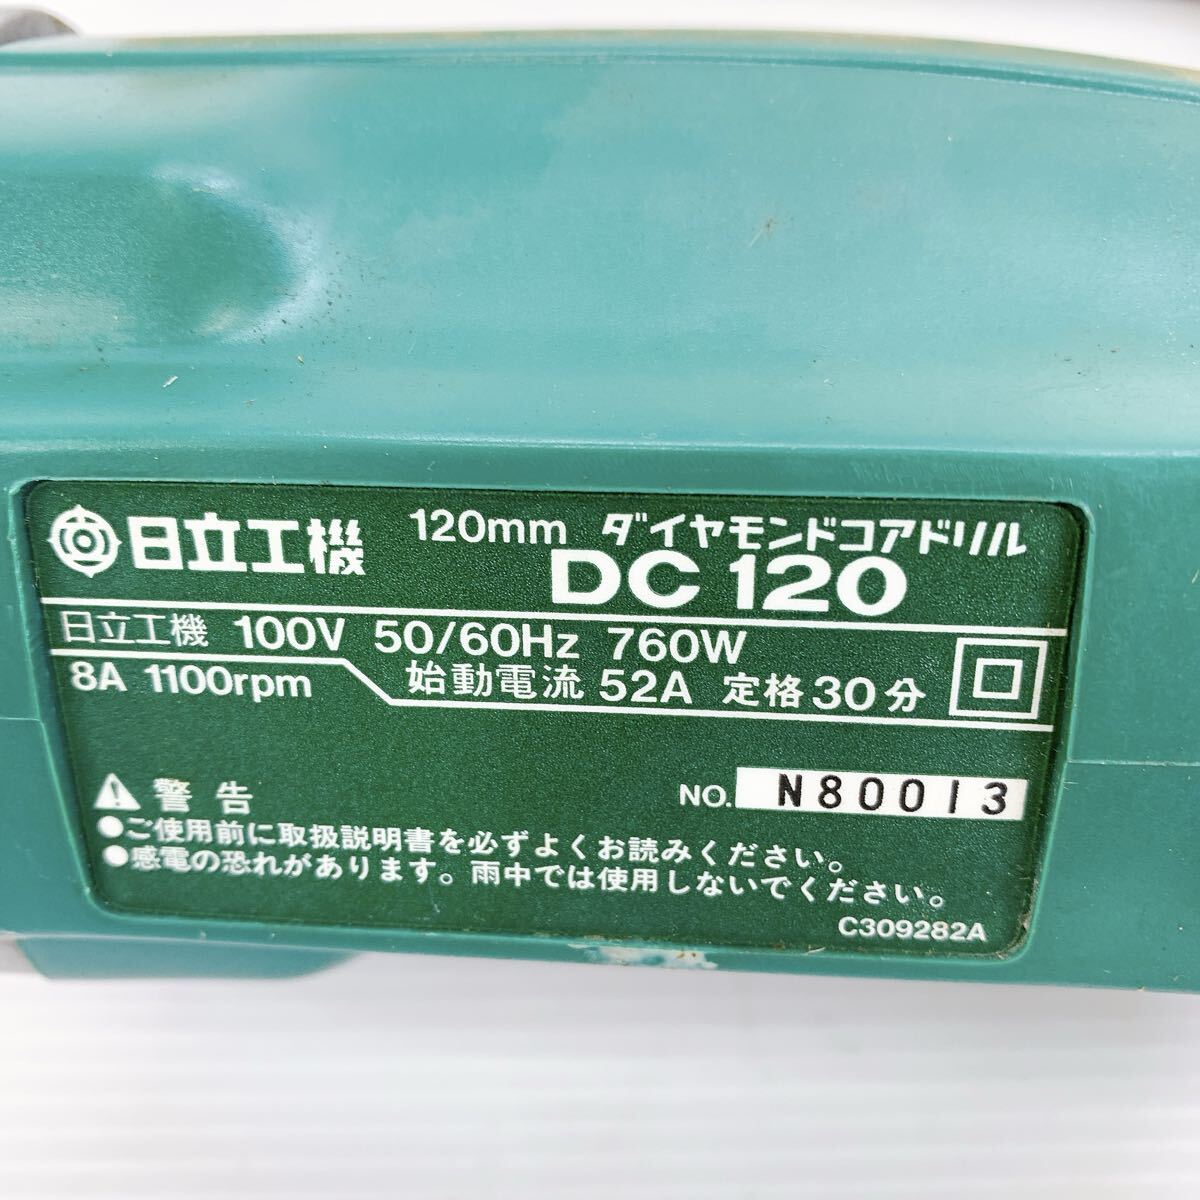 日立工機 120mm ダイヤモンドコアドリル
DC 120
日立工機 100V 50/60Hz 760W
8A 1100rpm 始動電流 52A 定格 30分
警告
NO. N80013
●ご使用前に取扱説明書を必ずよくお読みください。
●感電の恐れがあります。雨中では使用しないでください。
C309282A